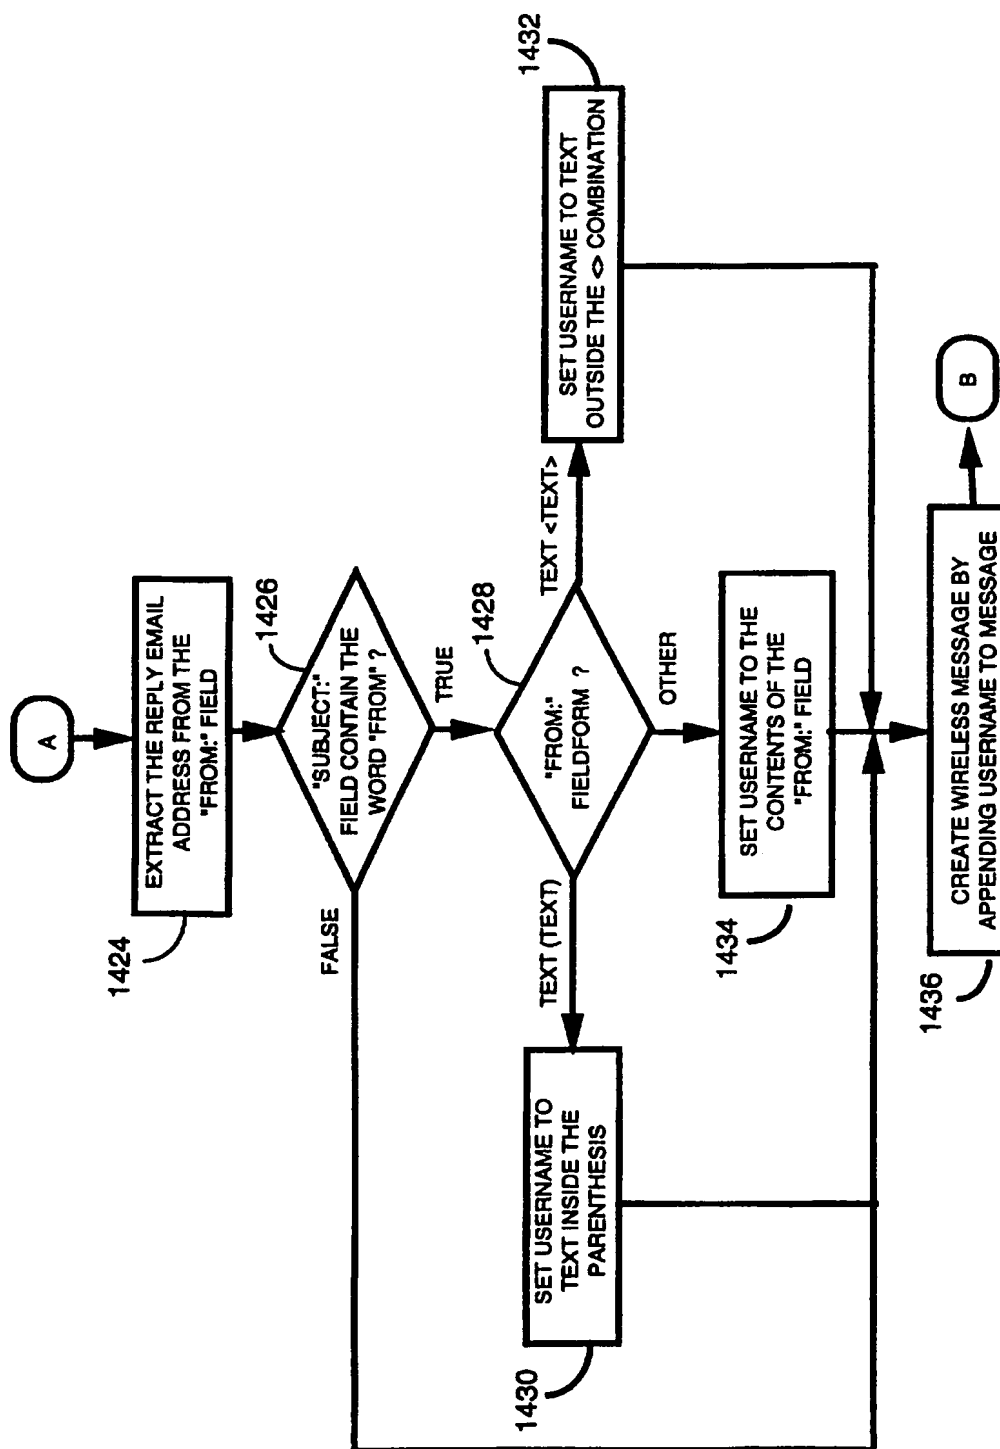 A
EXTRACT THE REPLY EMAIL
ADDRESS FROM THE
"FROM:" FIELD
1424
"SUBJECT:"
FIELD CONTAIN THE
WORD "FROM" ?
1426
FALSE
TRUE
"FROM:"
FIELDFORM ?
1428
TEXT (TEXT)
TEXT <TEXT>
OTHER
SET USERNAME TO
TEXT INSIDE THE
PARENTHESIS
1430
SET USERNAME TO THE
CONTENTS OF THE
"FROM:" FIELD
1434
SET USERNAME TO TEXT
OUTSIDE THE <> COMBINATION
1432
CREATE WIRELESS MESSAGE BY
APPENDING USERNAME TO MESSAGE
1436
B